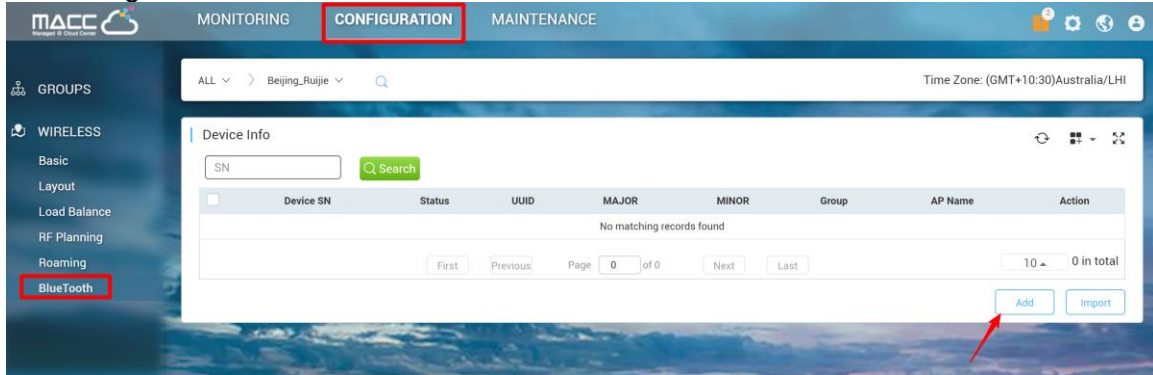 MACC
Managed @ Cloud Center
MONITORING CONFIGURATION MAINTENANCE
2
GROUPS
WIRELESS
Basic
Layout
Load Balance
RF Planning
Roaming
BlueTooth
ALL Beijing_Ruijie Time Zone: (GMT+10:30)Australia/LHI
Device Info
SN Search
Device SN Status UUID MAJOR MINOR Group AP Name Action
No matching records found
First Previous Page 0 of 0 Next Last 10 0 in total
Add Import